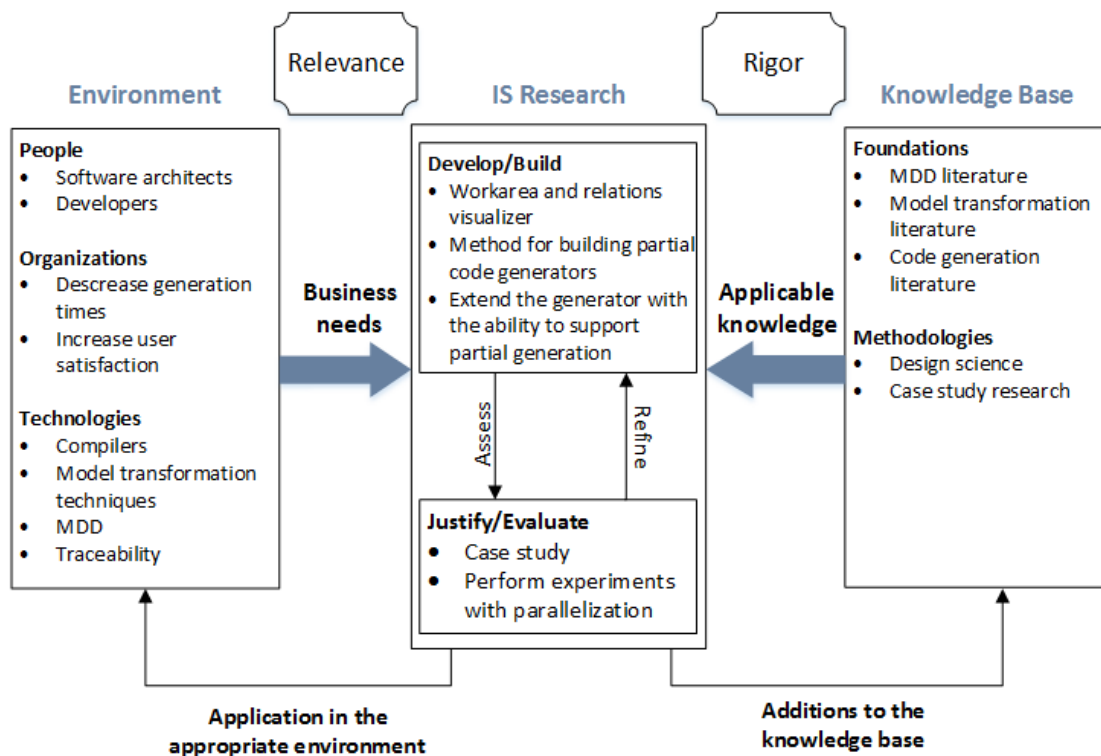 Relevance
Rigor
Environment
IS Research
Knowledge Base
People
• Software architects
• Developers
Organizations
• Descrease generation
times
• Increase user
satisfaction
Technologies
• Compilers
• Model transformation
techniques
• MDD
• Traceability
Business
needs
Develop/Build
• Workarea and relations
visualizer
• Method for building partial
code generators
• Extend the generator with
the ability to support
partial generation
Assess
Refine
Justify/Evaluate
• Case study
• Perform experiments
with parallelization
Applicable
knowledge
Foundations
• MDD literature
• Model transformation
literature
• Code generation
literature
Methodologies
• Design science
• Case study research
Application in the
appropriate environment
Additions to the
knowledge base